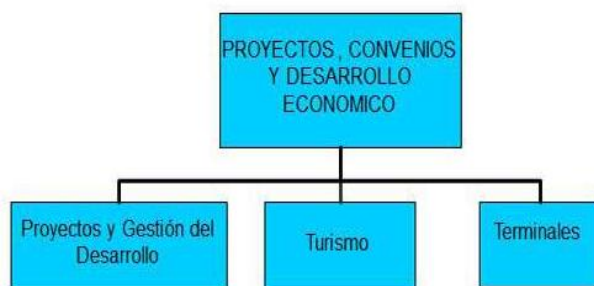 PROYECTOS , CONVENIOS
Y DESARROLLO
ECONOMICO
Proyectos y Gestión del
Desarrollo
Turismo
Terminales